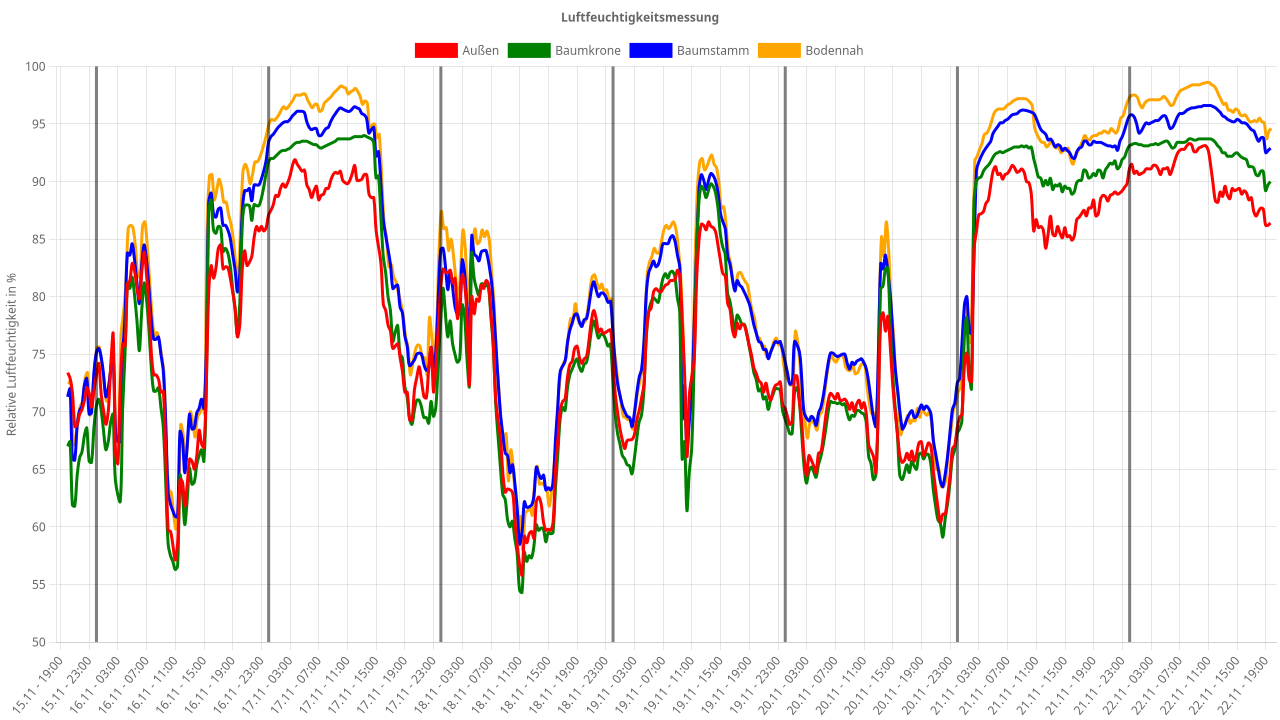 Luftfeuchtigkeitsmessung
Außen Baumkrone Baumstamm Bodennah
Relative Luftfeuchtigkeit in %
100
95
90
85
80
75
70
65
60
55
50
15.11 - 19:00
15.11 - 23:00
16.11 - 03:00
16.11 - 07:00
16.11 - 11:00
16.11 - 15:00
16.11 - 19:00
16.11 - 23:00
17.11 - 03:00
17.11 - 07:00
17.11 - 11:00
17.11 - 15:00
17.11 - 19:00
17.11 - 23:00
18.11 - 03:00
18.11 - 07:00
18.11 - 11:00
18.11 - 15:00
18.11 - 19:00
18.11 - 23:00
19.11 - 03:00
19.11 - 07:00
19.11 - 11:00
19.11 - 15:00
19.11 - 19:00
19.11 - 23:00
20.11 - 03:00
20.11 - 07:00
20.11 - 11:00
20.11 - 15:00
20.11 - 19:00
20.11 - 23:00
21.11 - 03:00
21.11 - 07:00
21.11 - 11:00
21.11 - 15:00
21.11 - 19:00
21.11 - 23:00
22.11 - 03:00
22.11 - 07:00
22.11 - 11:00
22.11 - 15:00
22.11 - 19:00